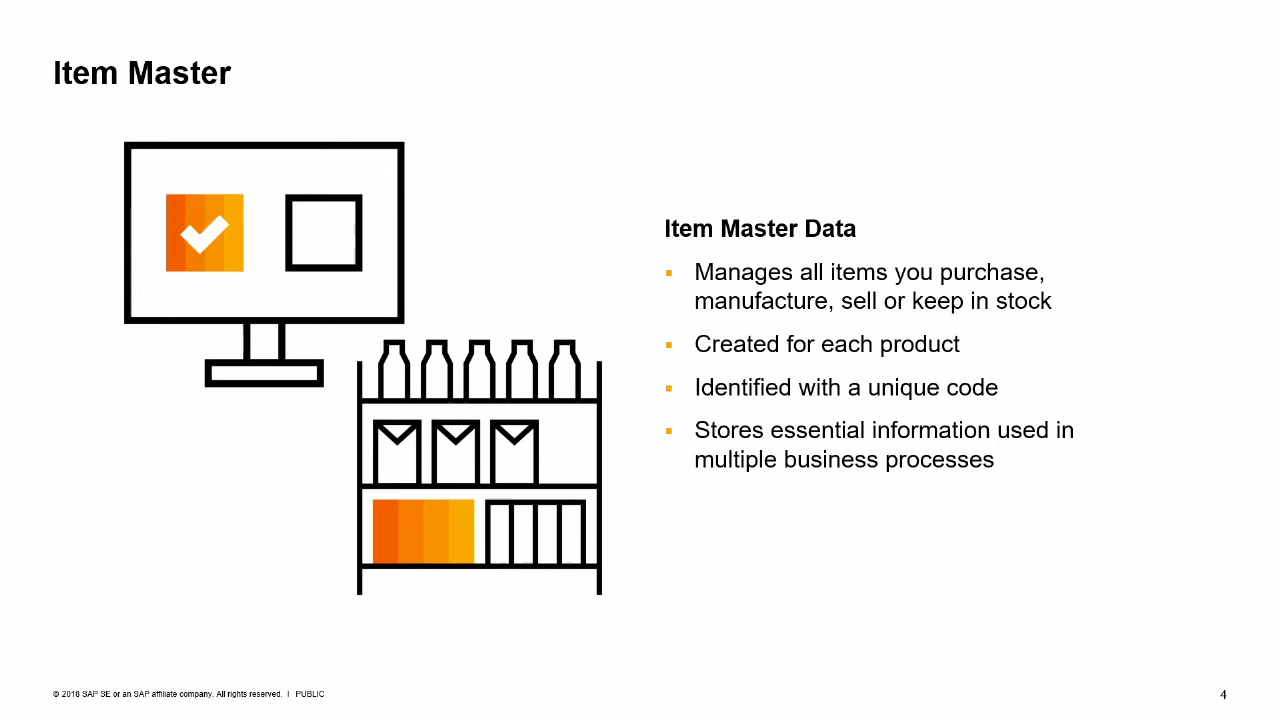 Item Master
Item Master Data
Manages all items you purchase,
manufacture, sell or keep in stock
Created for each product
Identified with a unique code
Stores essential information used in
multiple business processes
© 2018 SAP SE or an SAP affiliate company. All rights reserved. I PUBLIC
4